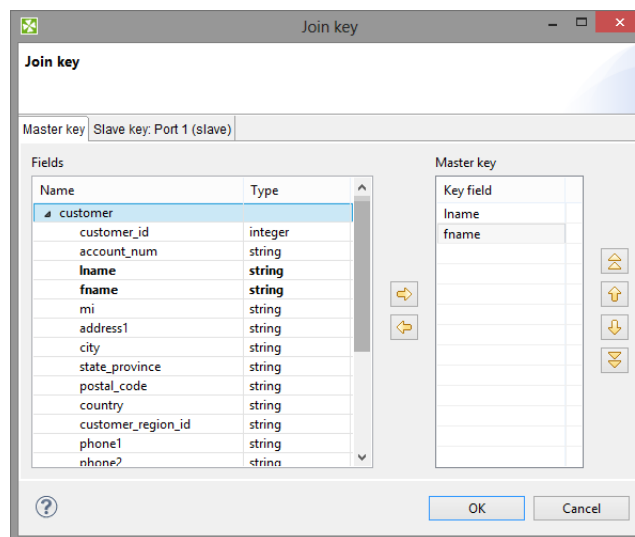 Join key
Join key
Master key Slave key: Port 1 (slave)
Fields Master key
Name Type Key field
customer lname
customer_id integer fname
account_num string
lname string
fname string
mi string
address1 string
city string
state_province string
postal_code string
country string
customer_region_id string
phone1 string
phone2 string
OK Cancel